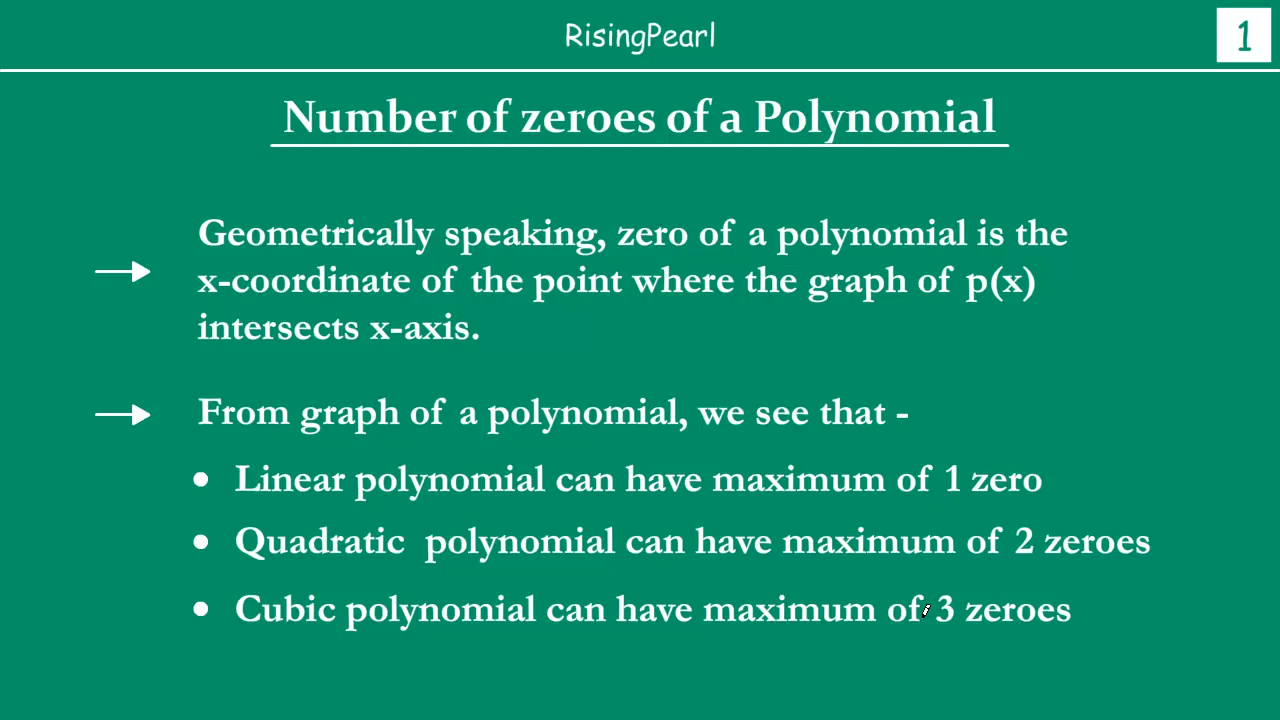 RisingPearl
1
Number of zeroes of a Polynomial
Geometrically speaking, zero of a polynomial is the
x-coordinate of the point where the graph of p(x)
intersects x-axis.
From graph of a polynomial, we see that -
Linear polynomial can have maximum of 1 zero
Quadratic polynomial can have maximum of 2 zeroes
Cubic polynomial can have maximum of 3 zeroes